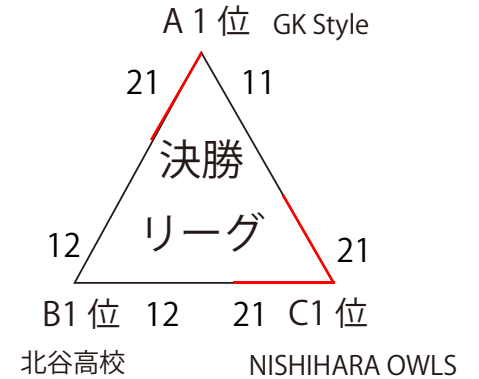 A 1 位 GK Style
21 11
決勝
リーグ
12 21
B1 位 12 21 C1 位
北谷高校 NISHIHARA OWLS